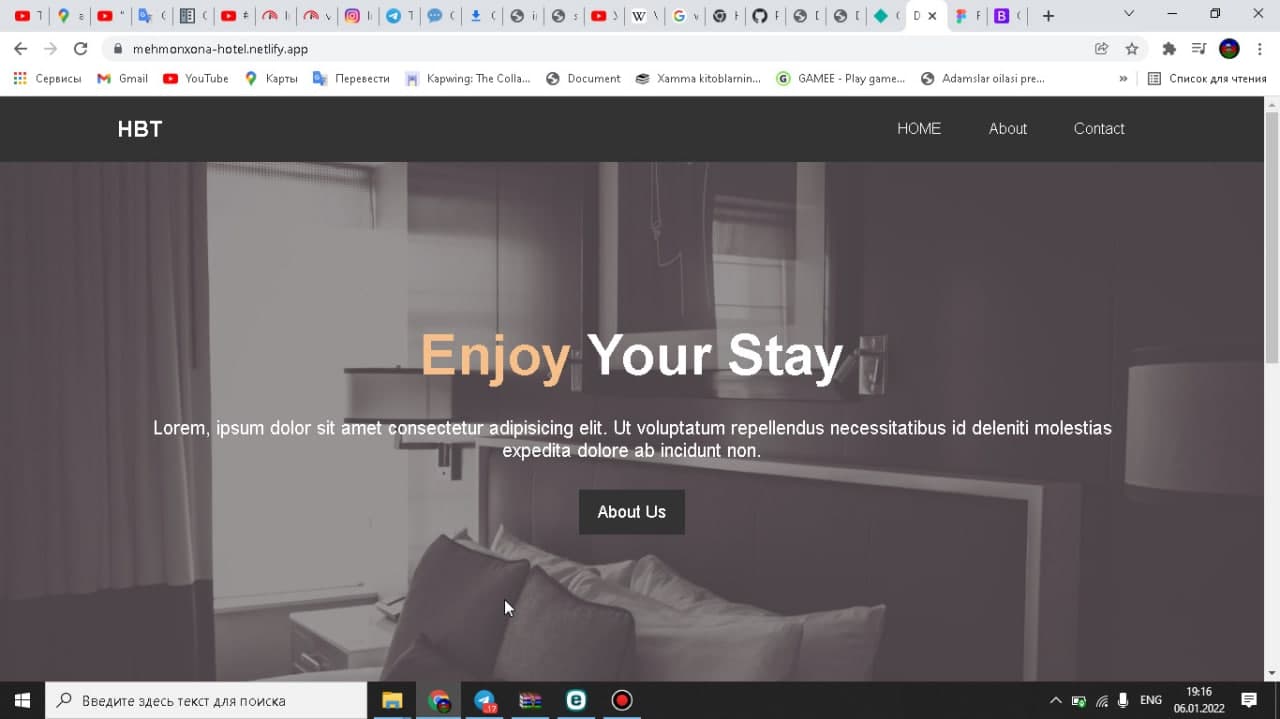 mehmonxona-hotel.netlify.app
Сервисы
Gmail
YouTube
Карты
Перевести
Kapwing: The Colla...
Document
Xamma kitoblarnin...
GAMEE - Play game...
Adamslar oilasi pre...
»
Список для чтения
HBT
HOME
About
Contact
Enjoy Your Stay
Lorem, ipsum dolor sit amet consectetur adipisicing elit. Ut voluptatum repellendus necessitatibus id deleniti molestias
expedita dolore ab incidunt non.
About Us
Введите здесь текст для поиска
17
ENG
19:16
06.01.2022